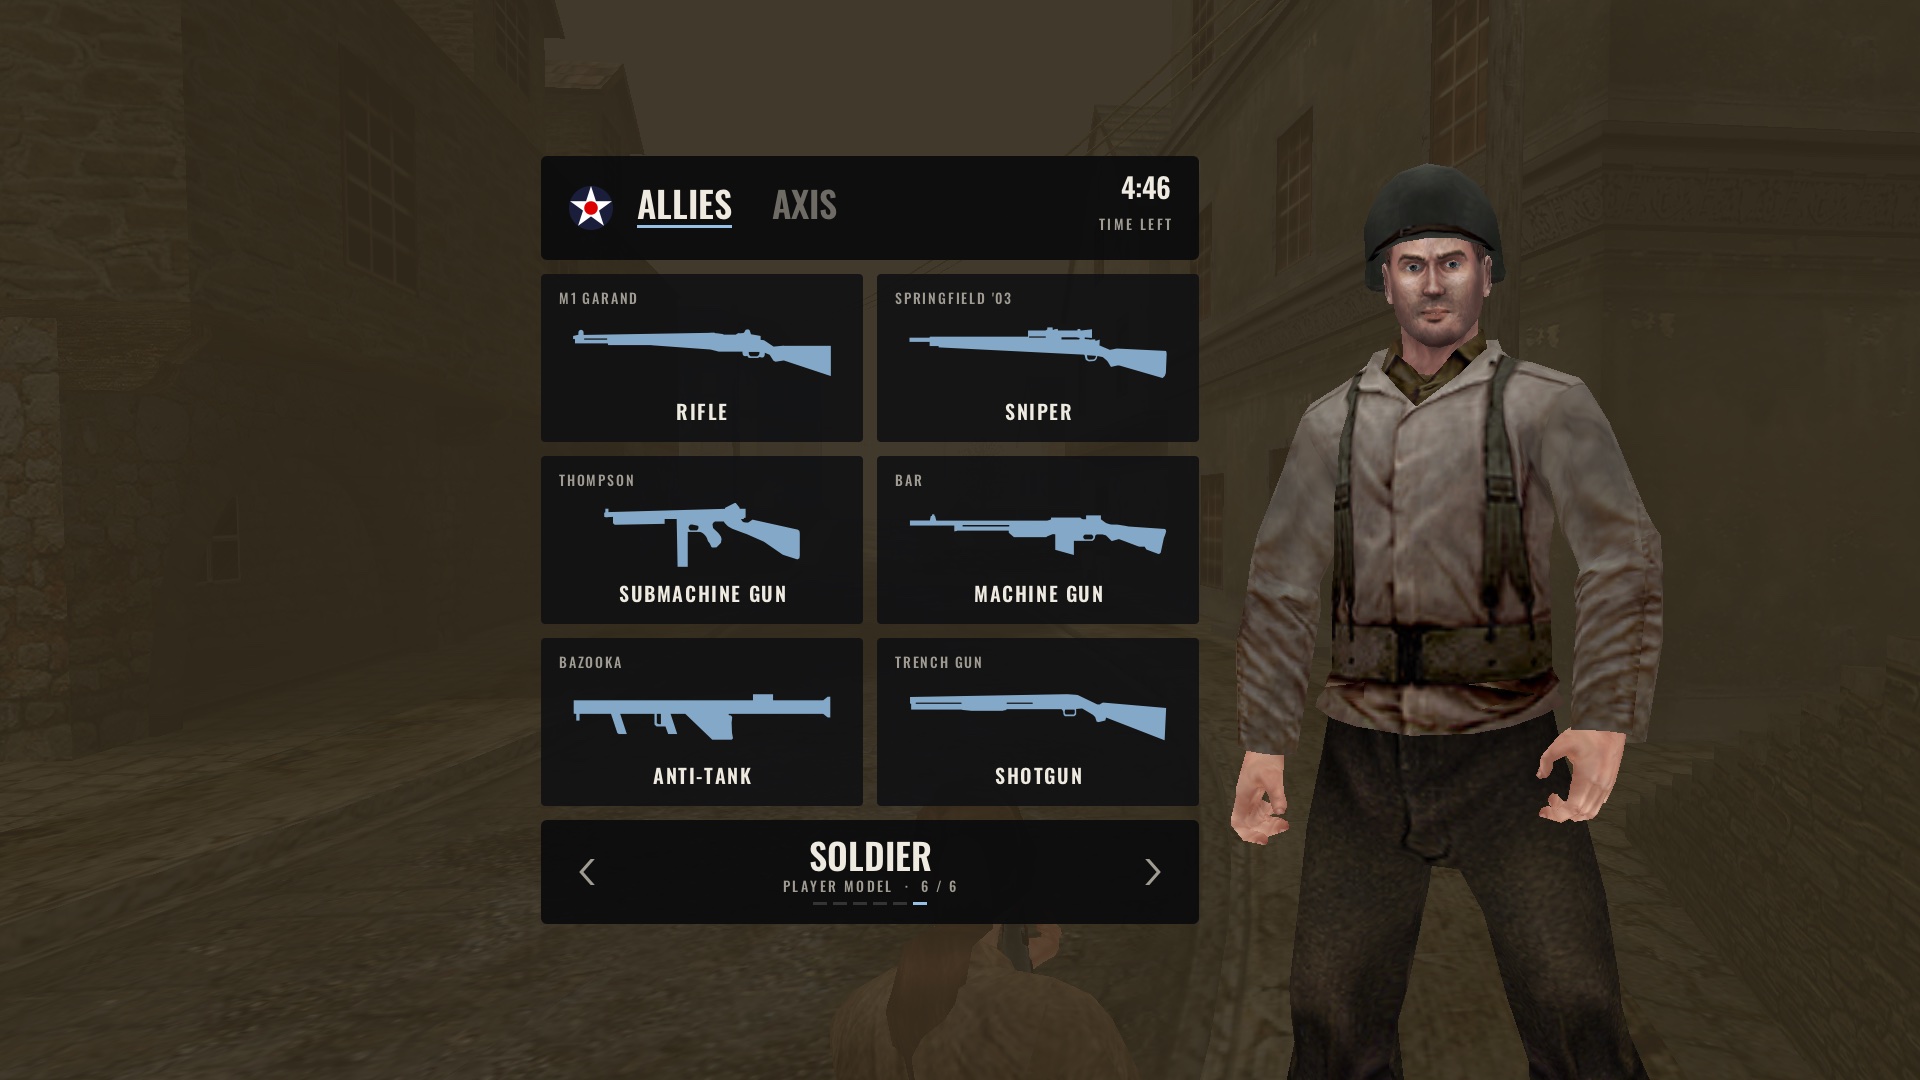 ALLIES AXIS
4:46
TIME LEFT
M1 GARAND
RIFLE
SPRINGFIELD '03
SNIPER
THOMPSON
SUBMACHINE GUN
BAR
MACHINE GUN
BAZOOKA
ANTI-TANK
TRENCH GUN
SHOTGUN
SOLDIER
PLAYER MODEL · 6 / 6